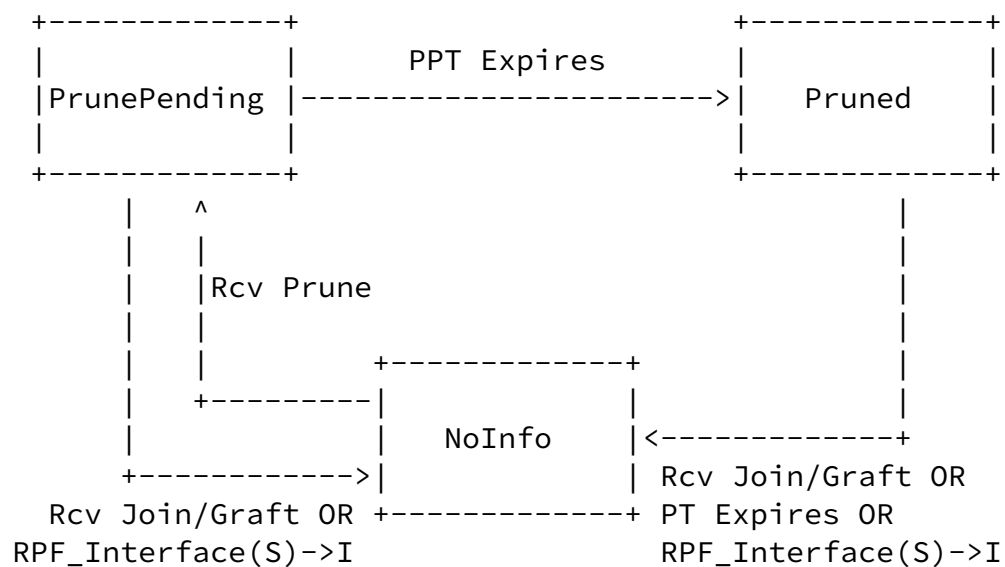 PPT Expires
PrunePending
Pruned
Rcv Prune
NoInfo
Rcv Join/Graft OR
RPF_Interface(S)->I
Rcv Join/Graft OR
PT Expires OR
RPF_Interface(S)->I